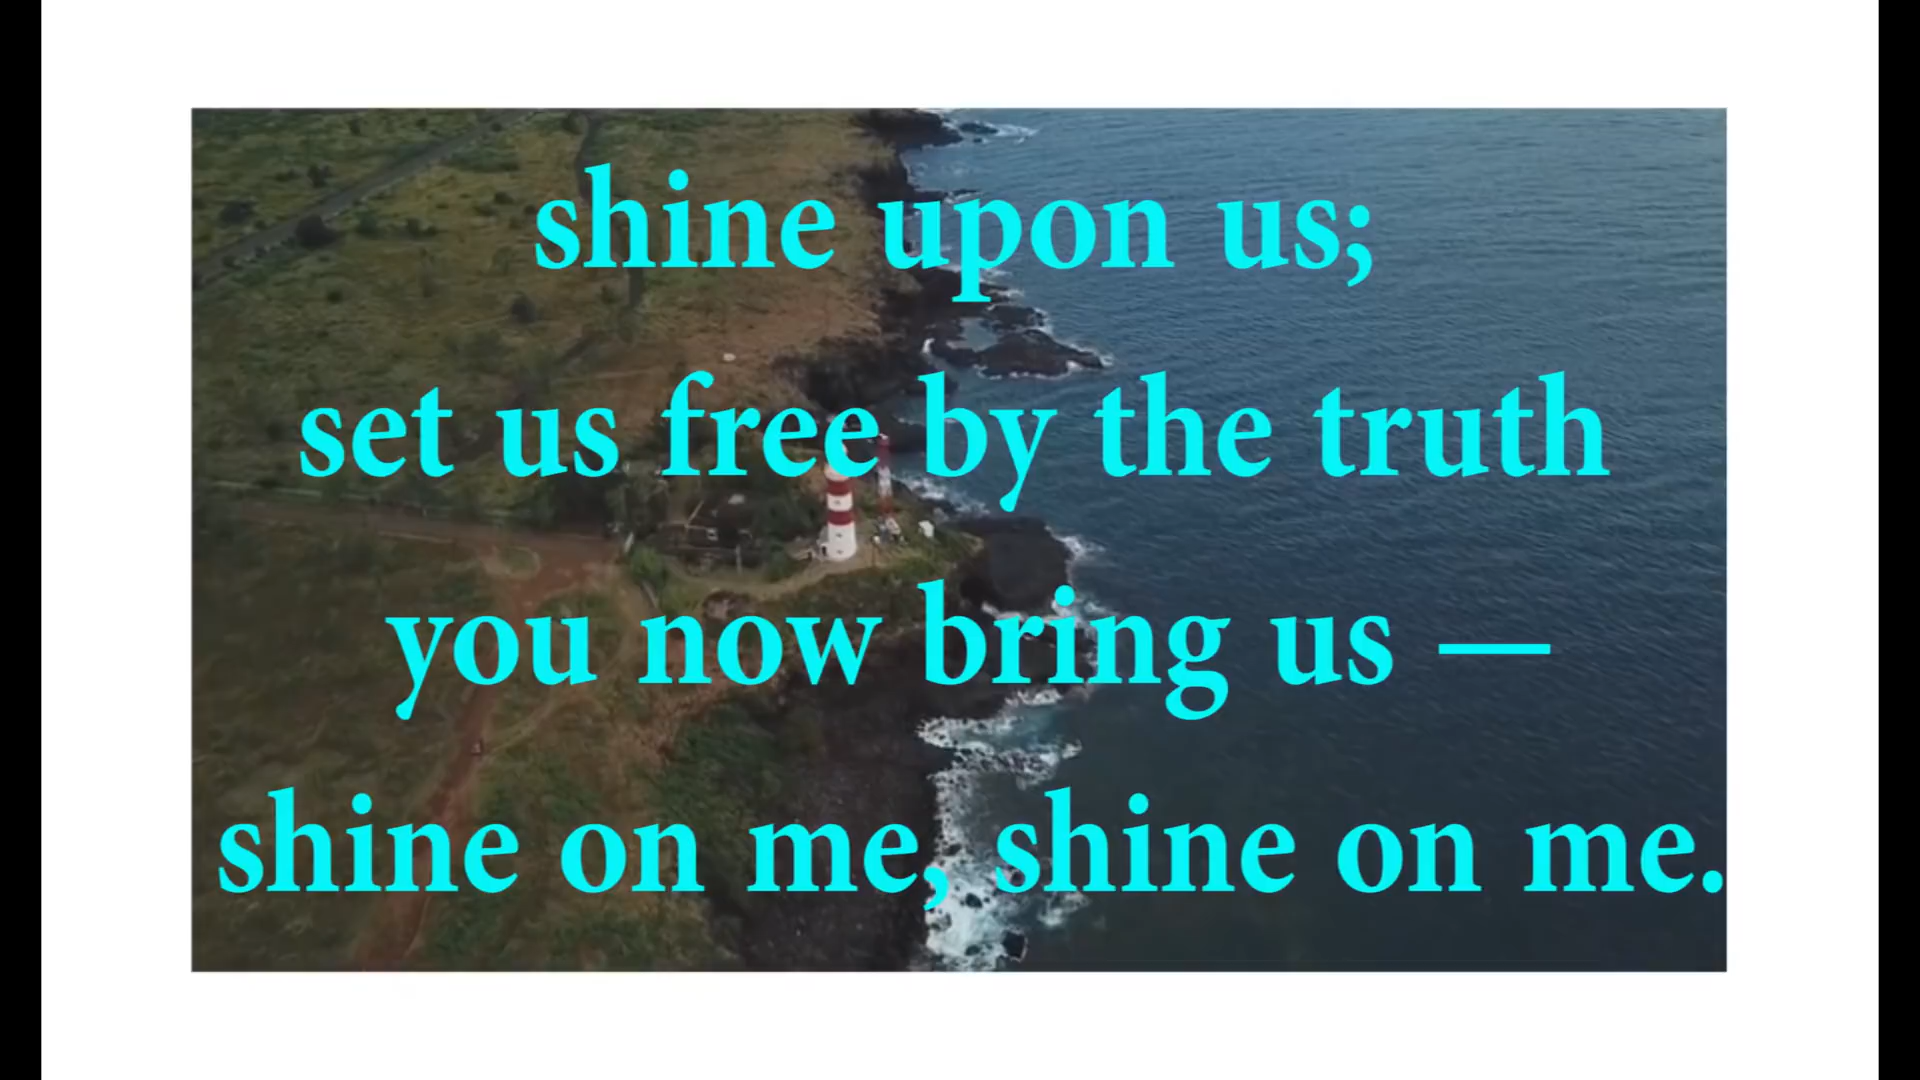 shine upon us;
set us free by the truth
you now bring us —
shine on me, shine on me.